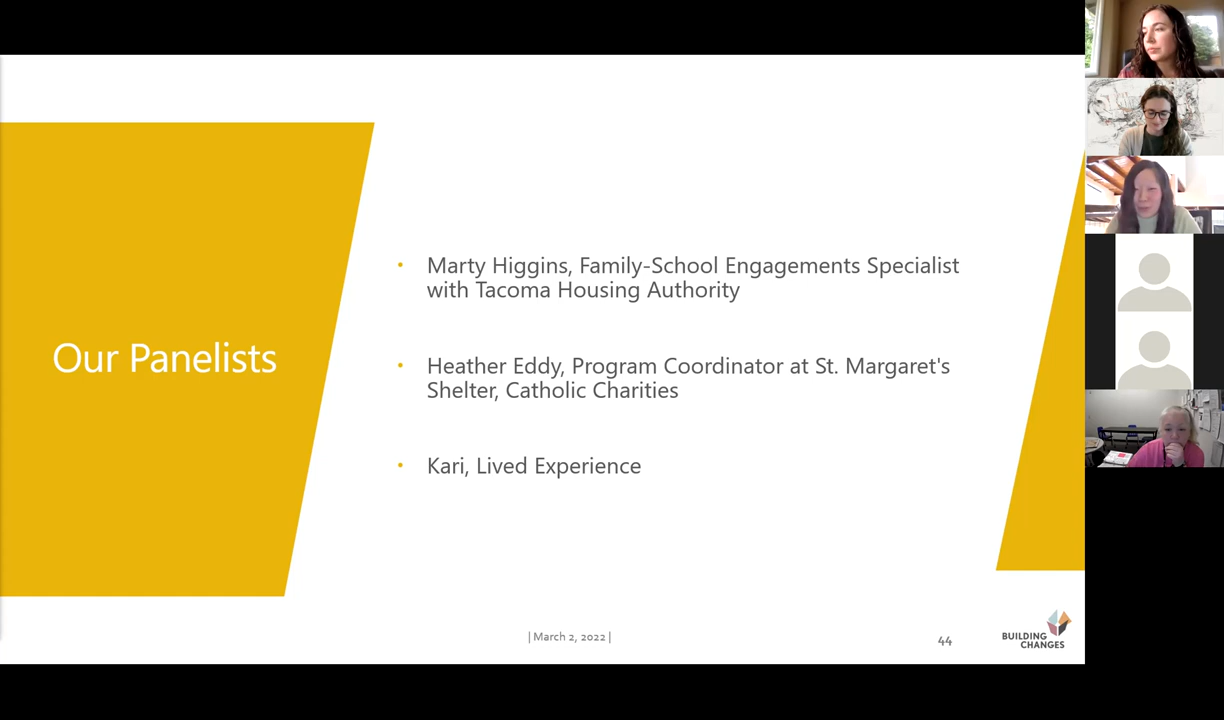 Our Panelists
• Marty Higgins, Family-School Engagements Specialist
with Tacoma Housing Authority
• Heather Eddy, Program Coordinator at St. Margaret's
Shelter, Catholic Charities
• Kari, Lived Experience
| March 2, 2022 |
44
BUILDING
CHANGES